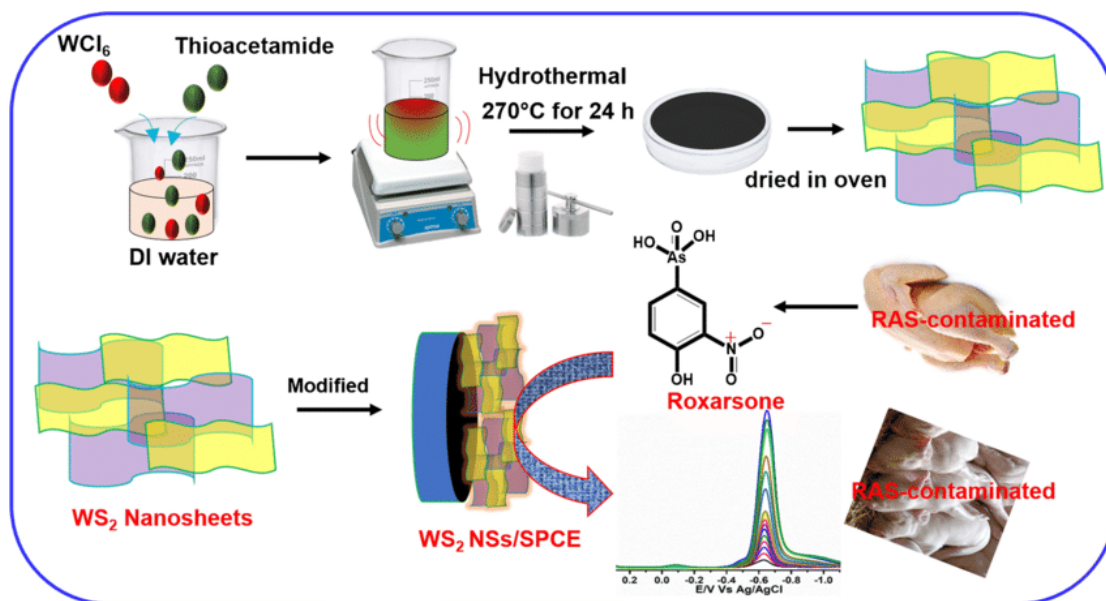 WCl6
Thioacetamide
DI water
Hydrothermal
270°C for 24 h
dried in oven
HO
O
OH
As
N
+
O
−
O
OH
Roxarsone
RAS-contaminated
WS2 Nanosheets
Modified
WS2 NSs/SPCE
RAS-contaminated
0.2 0.0 -0.2 -0.4 -0.6 -0.8 -1.0
E/V Vs Ag/AgCl